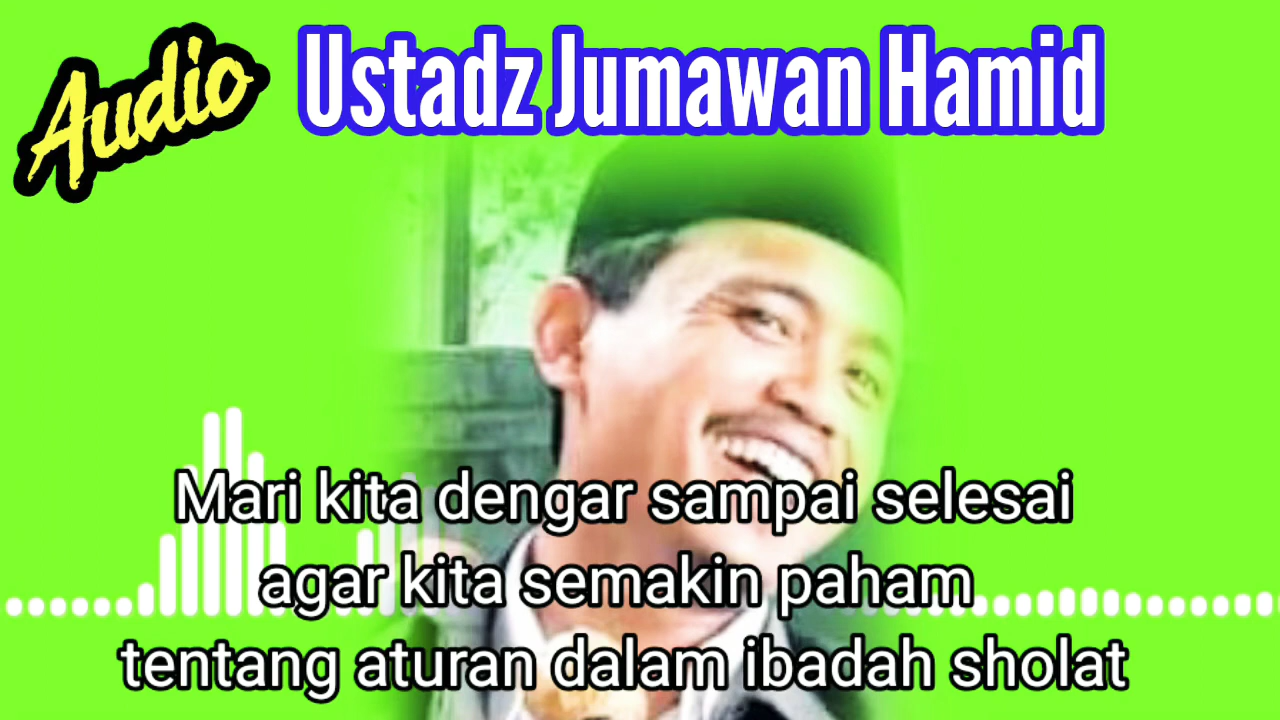 Audio
Ustadz Jumawan Hamid
Mari kita dengar sampai selesai
agar kita semakin paham
tentang aturan dalam ibadah sholat